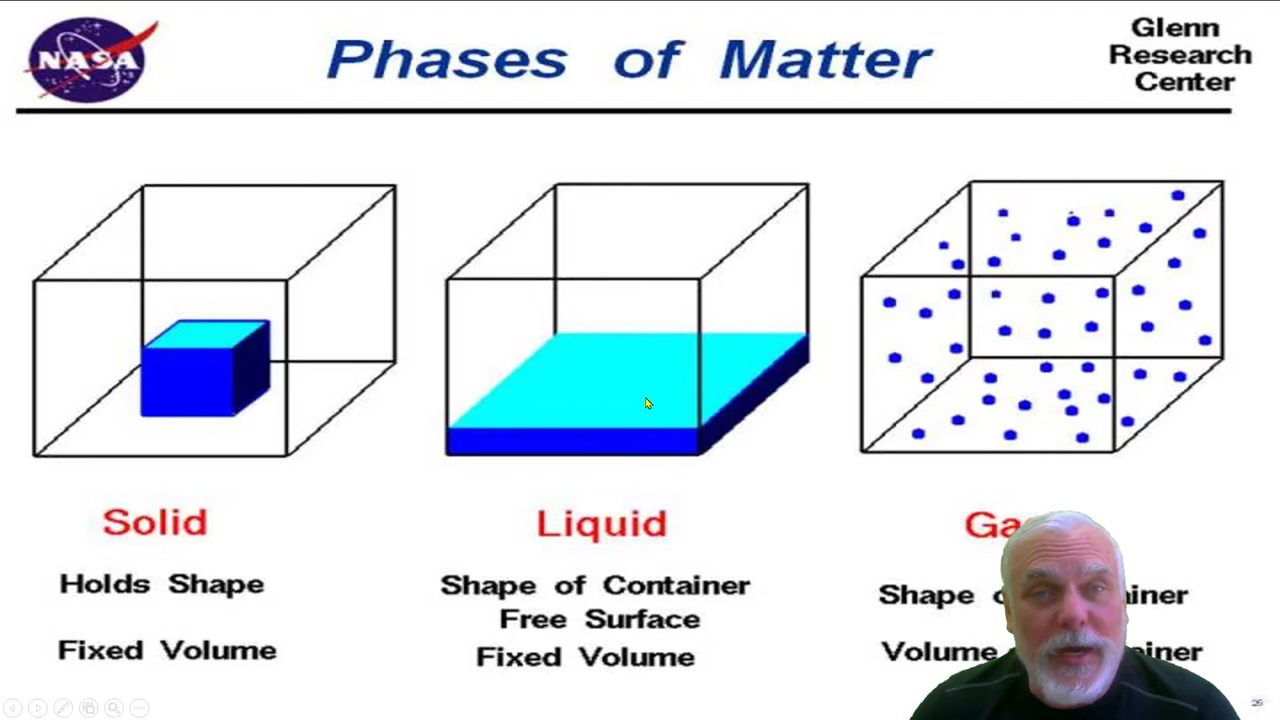 NASA
Phases of Matter
Glenn
Research
Center
Solid
Holds Shape
Fixed Volume
Liquid
Shape of Container
Free Surface
Fixed Volume
Shape
Volume